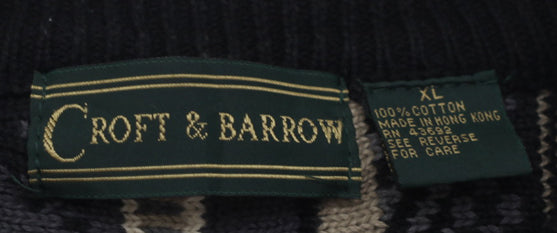 CROFT & BARROW
XL
100% COTTON
MADE IN HONG KONG
RN 43692
SEE REVERSE
FOR CARE